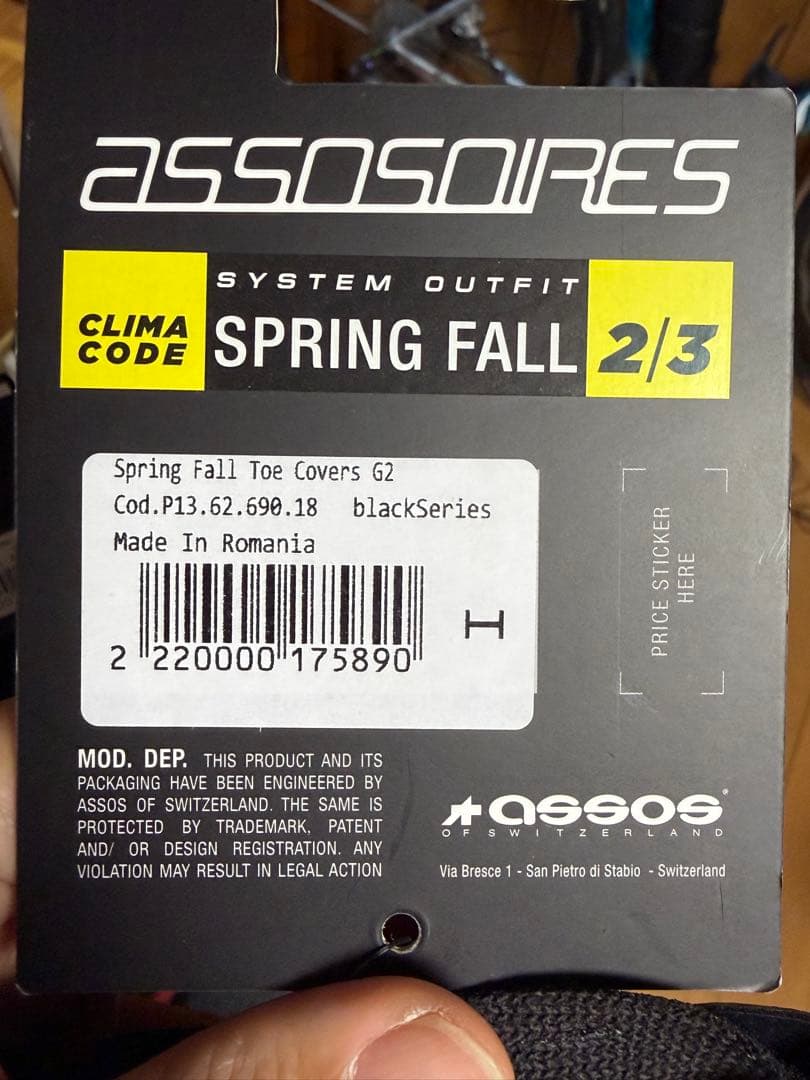 assosoires
SYSTEM OUTFIT
CLIMA
CODE
SPRING FALL
2/3
Spring Fall Toe Covers G2
Cod.P13.62.690.18 blackSeries
Made In Romania
I
2 220000 175890
PRICE STICKER
HERE
MOD. DEP. THIS PRODUCT AND ITS
PACKAGING HAVE BEEN ENGINEERED BY
ASSOS OF SWITZERLAND. THE SAME IS
PROTECTED BY TRADEMARK, PATENT
AND/ OR DESIGN REGISTRATION. ANY
VIOLATION MAY RESULT IN LEGAL ACTION
assos®
OF SWITZERLAND
Via Bresce 1 - San Pietro di Stabio - Switzerland